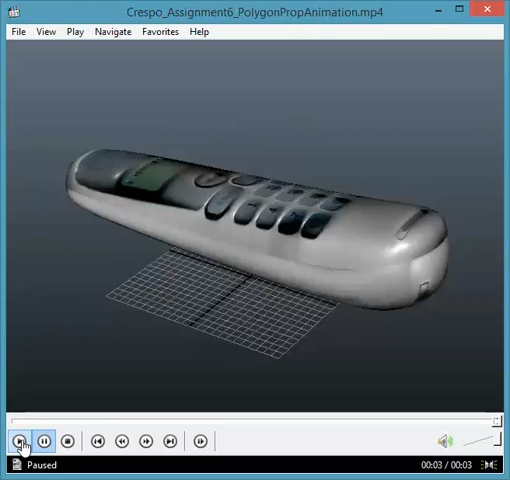 Crespo_Assignment6_PolygonPropAnimation.mp4
File View Play Navigate Favorites Help
Paused 00:03 / 00:03